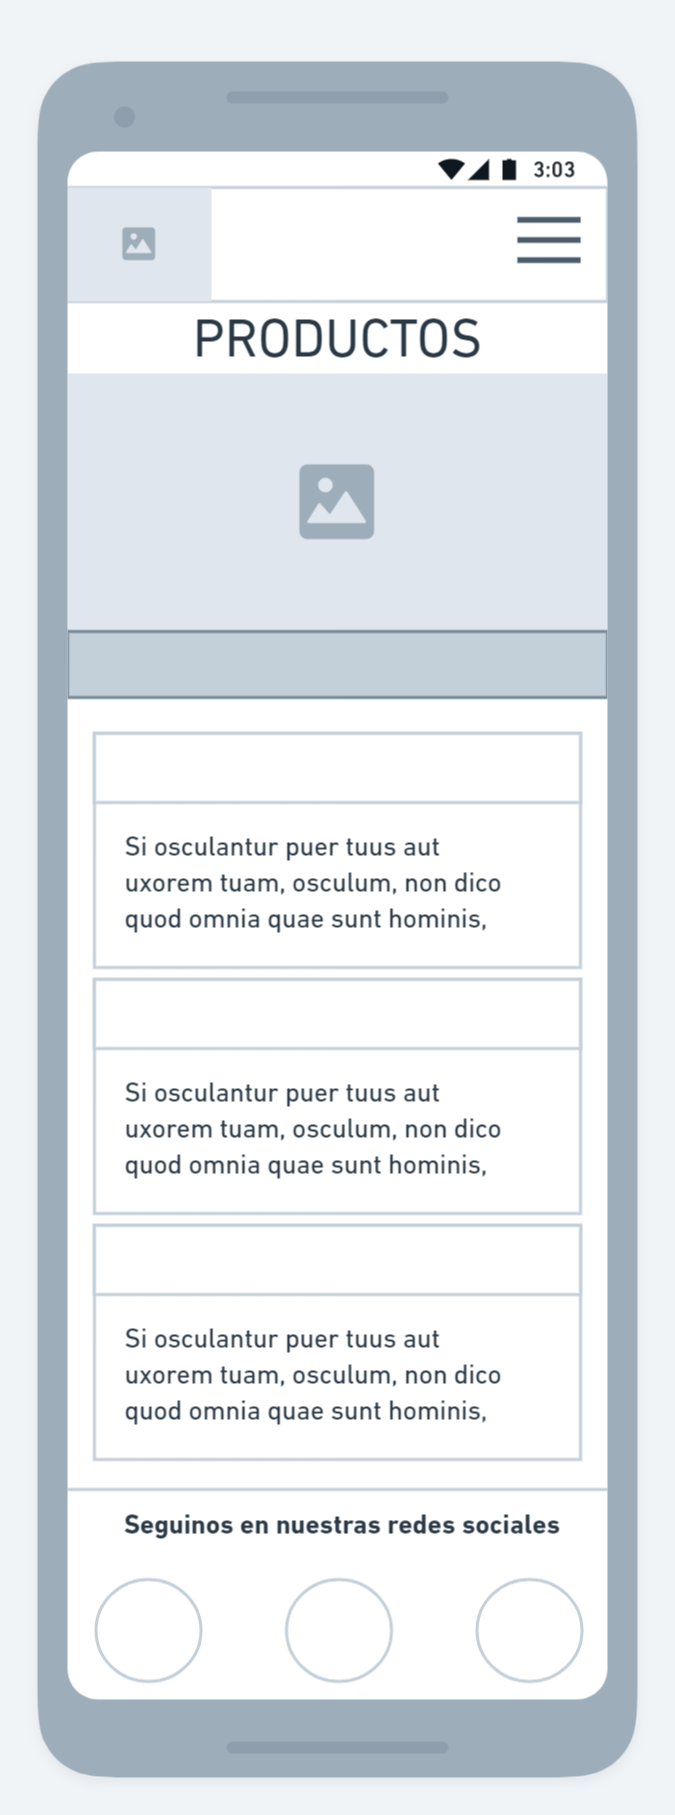 3:03
PRODUCTOS
Si osculantur puer tuus aut
uxorem tuam, osculum, non dico
quod omnia quae sunt hominis,
Si osculantur puer tuus aut
uxorem tuam, osculum, non dico
quod omnia quae sunt hominis,
Si osculantur puer tuus aut
uxorem tuam, osculum, non dico
quod omnia quae sunt hominis,
Seguinos en nuestras redes sociales